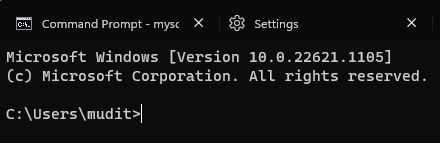 Command Prompt - mysc
Settings
Microsoft Windows [Version 10.0.22621.1105]
(c) Microsoft Corporation. All rights reserved.
C:\Users\mudit>